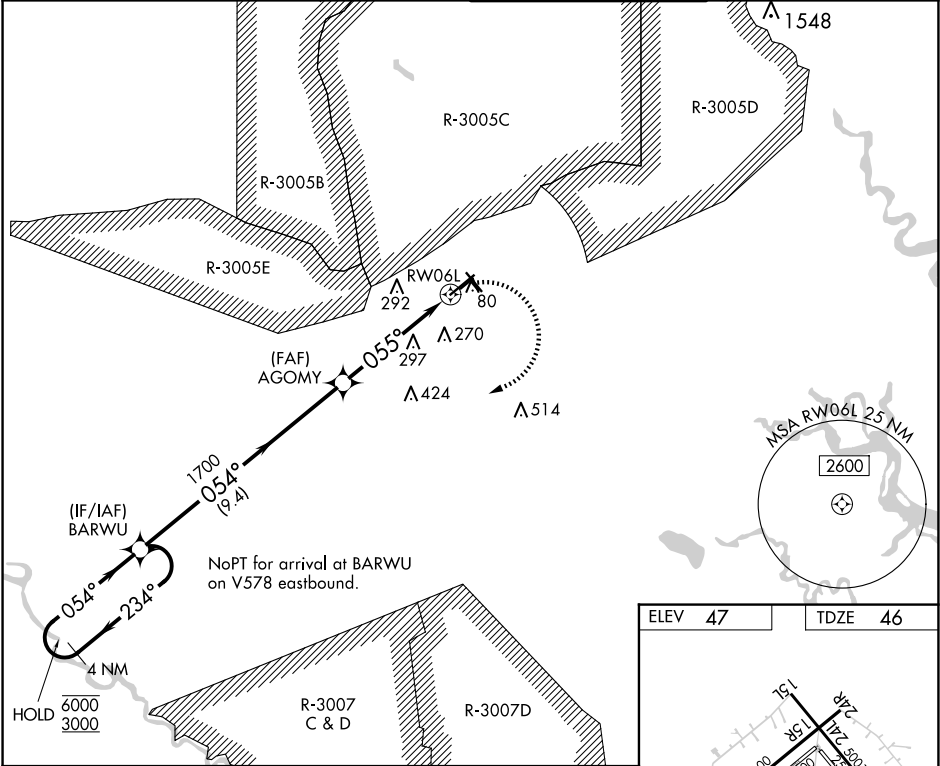 1548
R-3005C
R-3005D
R-3005B
R-3005E
RW06L
292
80
055°
297
270
(FAF)
AGOMY
424
514
MSA RW06L 25 NM
2600
1700
054°
(9.4)
(IF/IAF)
BARWU
NoPT for arrival at BARWU
on V578 eastbound.
054°
234°
4 NM
HOLD
6000
3000
R-3007
C & D
R-3007D
ELEV 47
TDZE 46
15L
24R
15R
24L